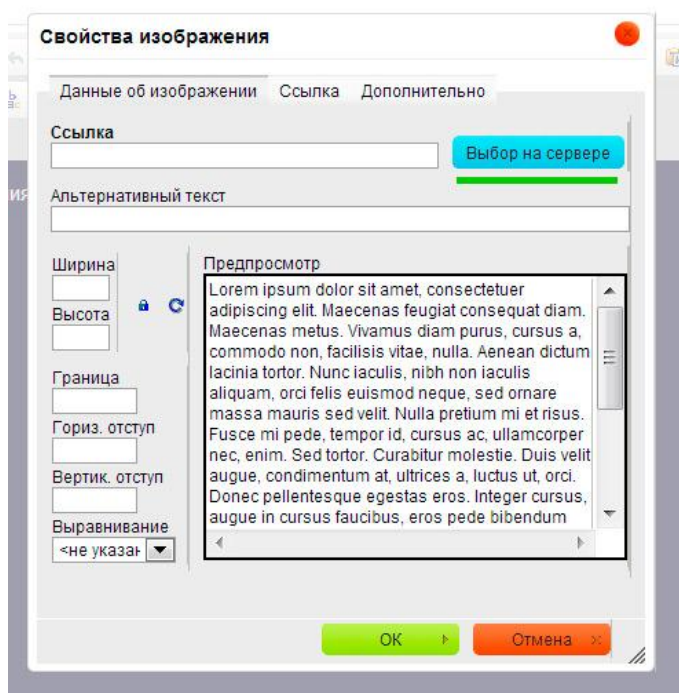 Свойства изображения
Данные об изображении Ссылка Дополнительно
Ссылка
Выбор на сервере
Альтернативный текст
Ширина
Высота
Граница
Гориз. отступ
Вертик. отступ
Выравнивание
<не указан
Предпросмотр
Lorem ipsum dolor sit amet, consectetuer
adipiscing elit. Maecenas feugiat consequat diam.
Maecenas metus. Vivamus diam purus, cursus a,
commodo non, facilisis vitae, nulla. Aenean dictum
lacinia tortor. Nunc iaculis, nibh non iaculis
aliquam, orci felis euismod neque, sed ornare
massa mauris sed velit. Nulla pretium mi et risus.
Fusce mi pede, tempor id, cursus ac, ullamcorper
nec, enim. Sed tortor. Curabitur molestie. Duis velit
augue, condimentum at, ultrices a, luctus ut, orci.
Donec pellentesque egestas eros. Integer cursus,
augue in cursus faucibus, eros pede bibendum
ОК Отмена